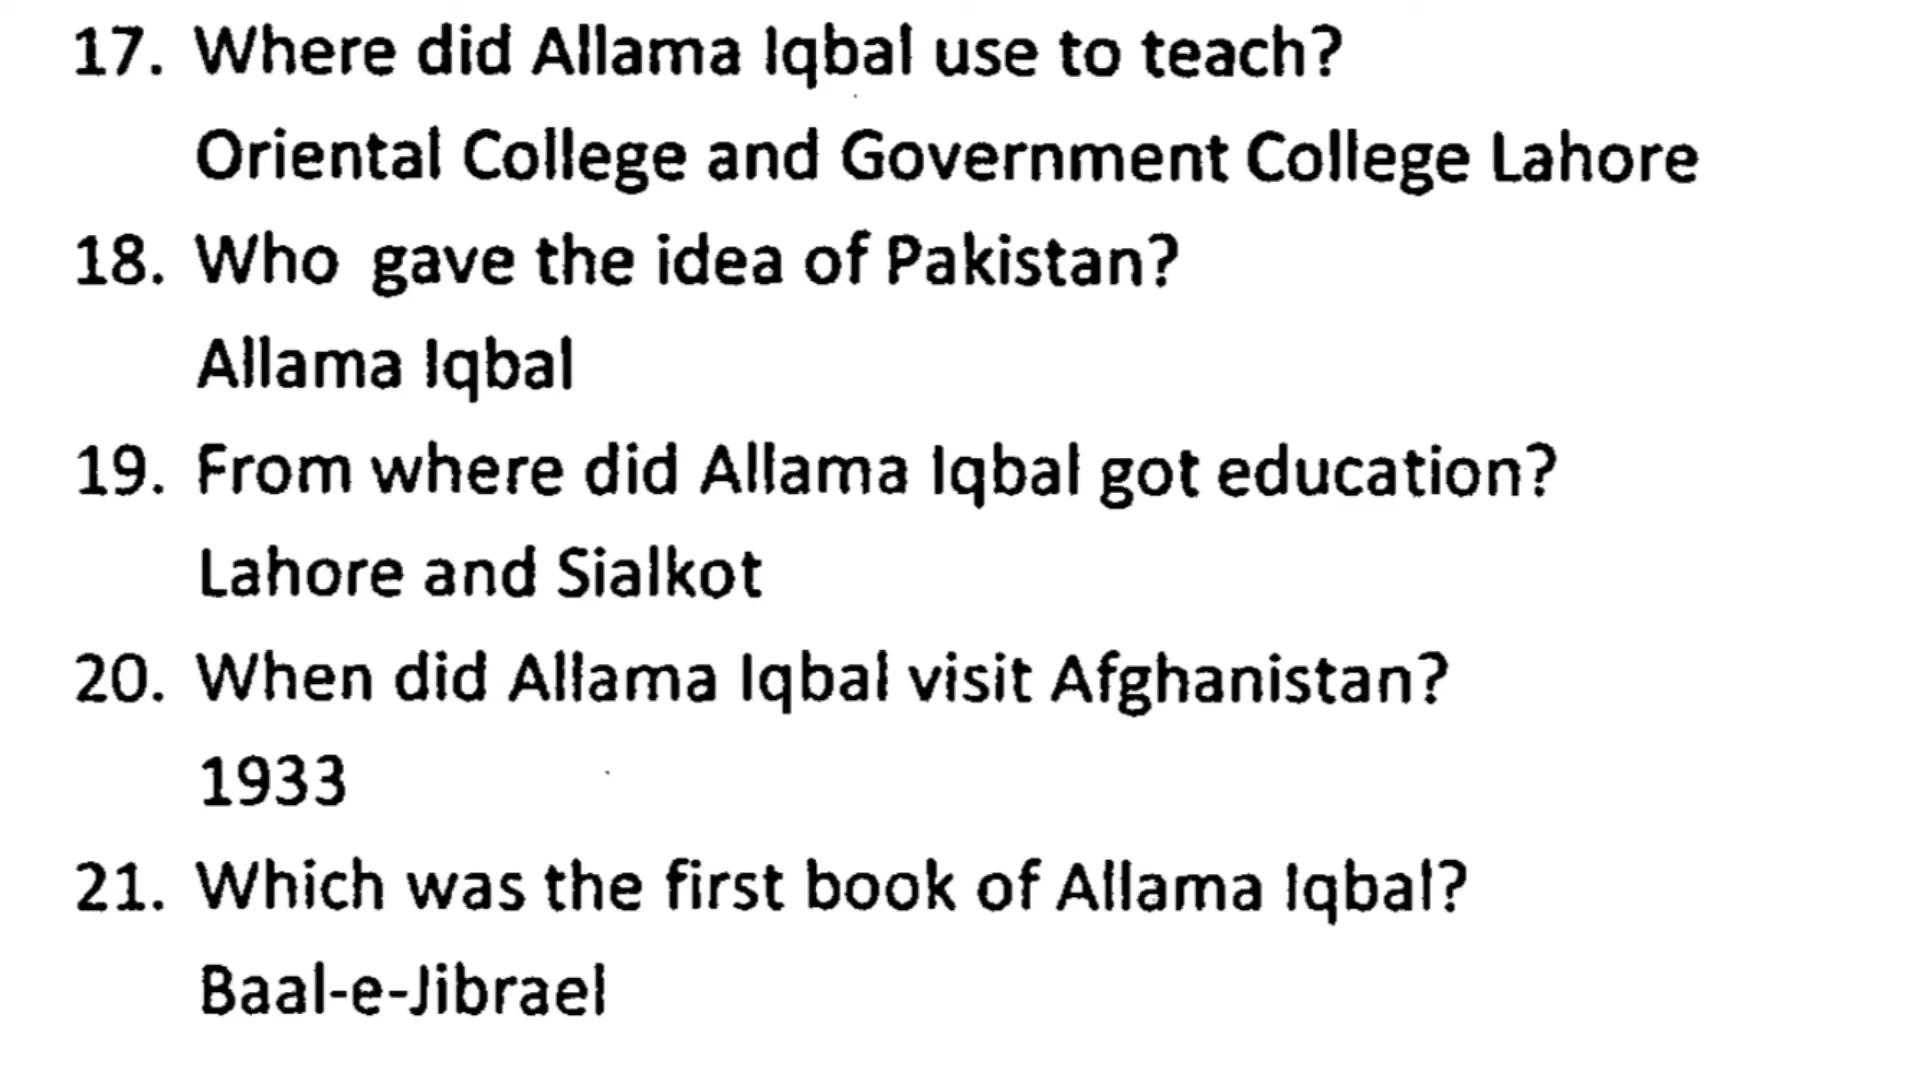 17. Where did Allama Iqbal use to teach?
Oriental College and Government College Lahore
18. Who gave the idea of Pakistan?
Allama Iqbal
19. From where did Allama Iqbal got education?
Lahore and Sialkot
20. When did Allama Iqbal visit Afghanistan?
1933
21. Which was the first book of Allama Iqbal?
Baal-e-Jibrael